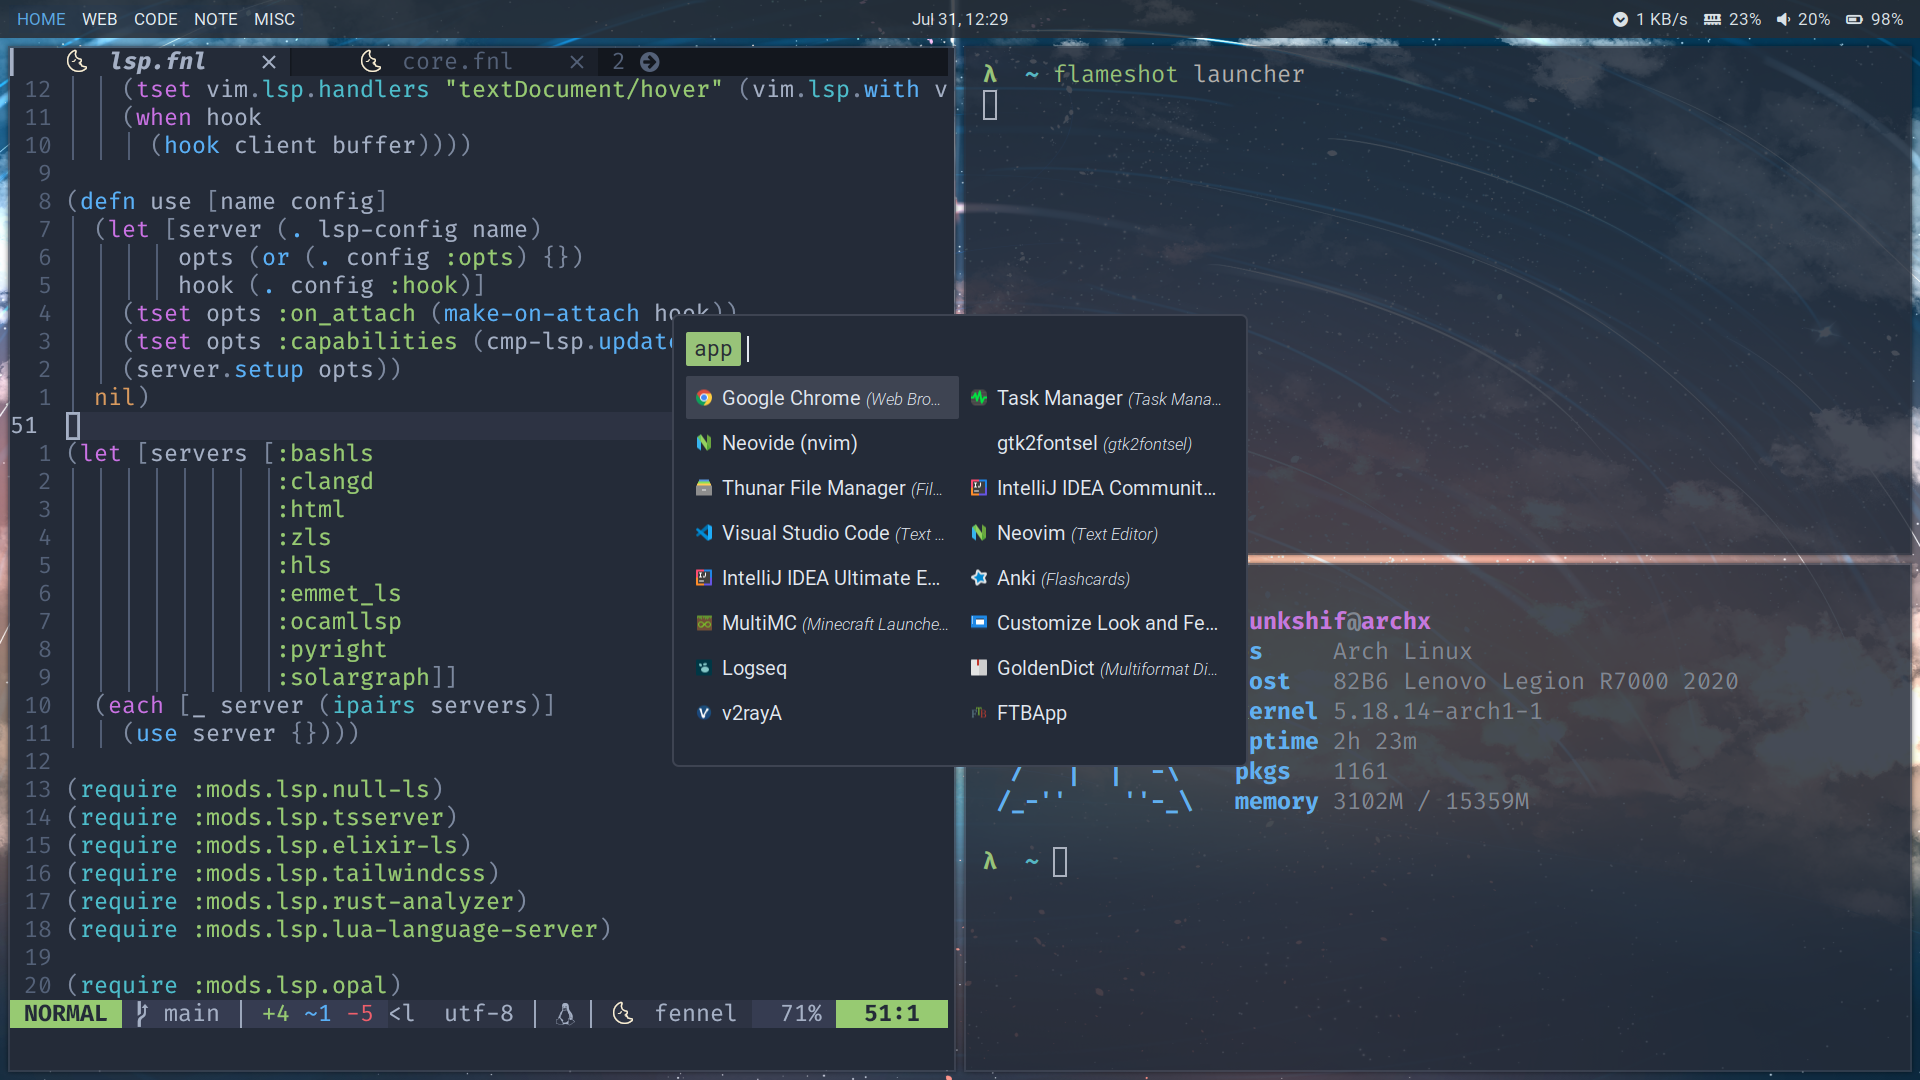 HOME WEB CODE NOTE MISC
Jul 31, 12:29
1 KB/s 23% 20% 98%
lsp.fnl × core.fnl × 2
12 (tset vim.lsp.handlers "textDocument/hover" (vim.lsp.with v
11 (when hook
10 (hook client buffer))))
9
8 (defn use [name config]
7 (let [server (. lsp-config name)
6 opts (or (. config :opts) {})
5 hook (. config :hook)]
4 (tset opts :on_attach (make-on-attach hook))
3 (tset opts :capabilities (cmp-lsp.update
2 (server.setup opts))
1 nil)
51
1 (let [servers [:bashls
2 :clangd
3 :html
4 :zls
5 :hls
6 :emmet_ls
7 :ocamllsp
8 :pyright
9 :solargraph]]
10 (each [_ server (ipairs servers)]
11 (use server {})))
12
13 (require :mods.lsp.null-ls)
14 (require :mods.lsp.tsserver)
15 (require :mods.lsp.elixir-ls)
16 (require :mods.lsp.tailwindcss)
17 (require :mods.lsp.rust-analyzer)
18 (require :mods.lsp.lua-language-server)
19
20 (require :mods.lsp.opal)
NORMAL main | +4 ~1 -5 <l utf-8 | | fennel 71% 51:1
λ ~ flameshot launcher
app
Google Chrome (Web Bro...
Neovide (nvim)
Thunar File Manager (Fil...
Visual Studio Code (Text ...
IntelliJ IDEA Ultimate E...
MultiMC (Minecraft Launche...
Logseq
v2rayA
Task Manager (Task Mana...
gtk2fontsel (gtk2fontsel)
IntelliJ IDEA Communit...
Neovim (Text Editor)
Anki (Flashcards)
Customize Look and Fe...
GoldenDict (Multiformat Di...
FTBApp
unkshif@archx
s Arch Linux
ost 82B6 Lenovo Legion R7000 2020
ernel 5.18.14-arch1-1
ptime 2h 23m
pkgs 1161
memory 3102M / 15359M
λ ~